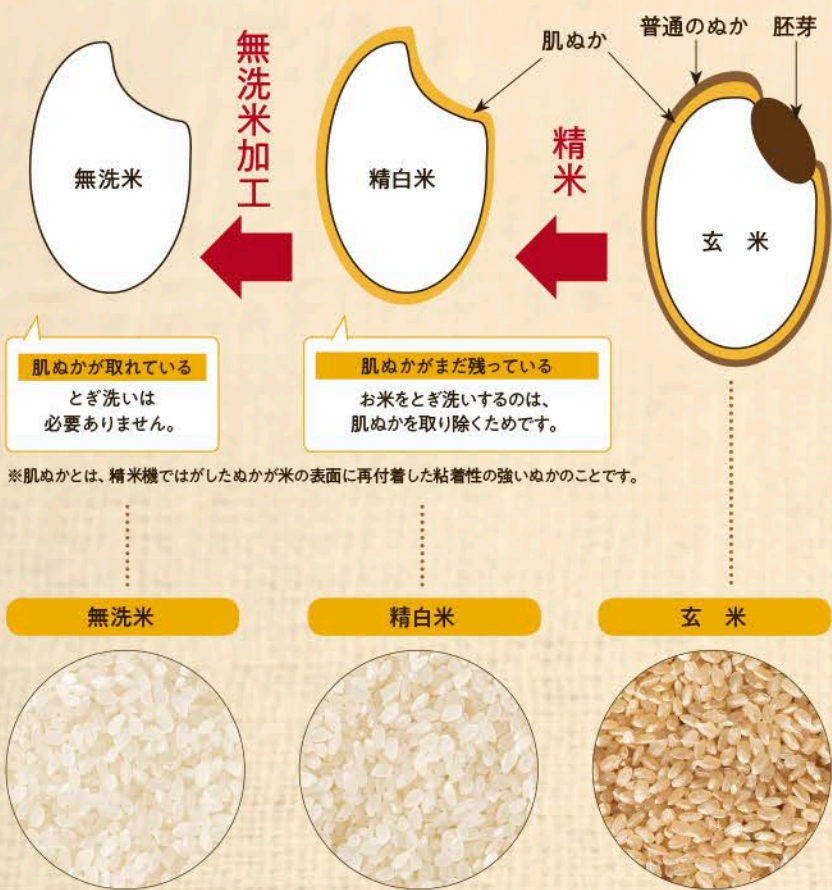 普通のぬか
胚芽
肌ぬか
無洗米加工
精米
無洗米
精白米
玄 米
肌ぬかが取れている
とぎ洗いは
必要ありません。
肌ぬかがまだ残っている
お米をとぎ洗いするのは、
肌ぬかを取り除くためです。
※肌ぬかとは、精米機ではがしたぬかが米の表面に再付着した粘着性の強いぬかのことです。
無洗米
精白米
玄 米